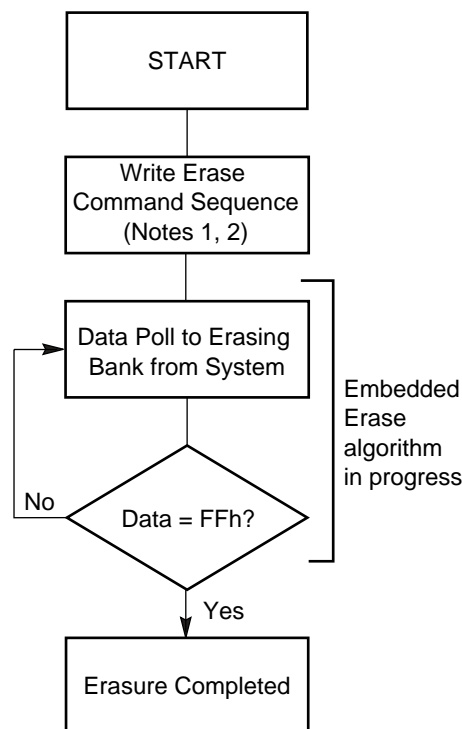 START
Write Erase
Command Sequence
(Notes 1, 2)
Data Poll to Erasing
Bank from System
Embedded
Erase
algorithm
in progress
No
Data = FFh?
Yes
Erasure Completed